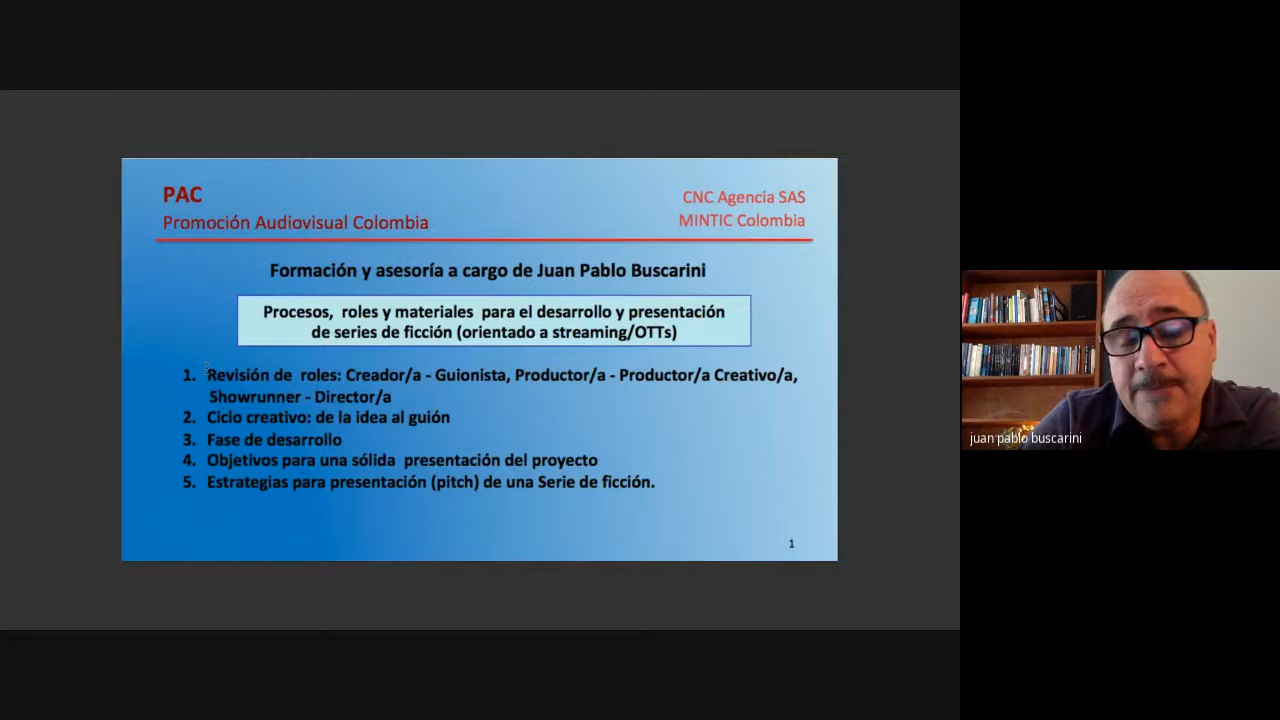 PAC
Promoción Audiovisual Colombia
CNC Agencia SAS
MINTIC Colombia
Formación y asesoría a cargo de Juan Pablo Buscarini
Procesos, roles y materiales para el desarrollo y presentación
de series de ficción (orientado a streaming/OTTs)
1. Revisión de roles: Creador/a - Guionista, Productor/a - Productor/a Creativo/a,
Showrunner - Director/a
2. Ciclo creativo: de la idea al guión
3. Fase de desarrollo
4. Objetivos para una sólida presentación del proyecto
5. Estrategias para presentación (pitch) de una Serie de ficción.
1
juan pablo buscarini